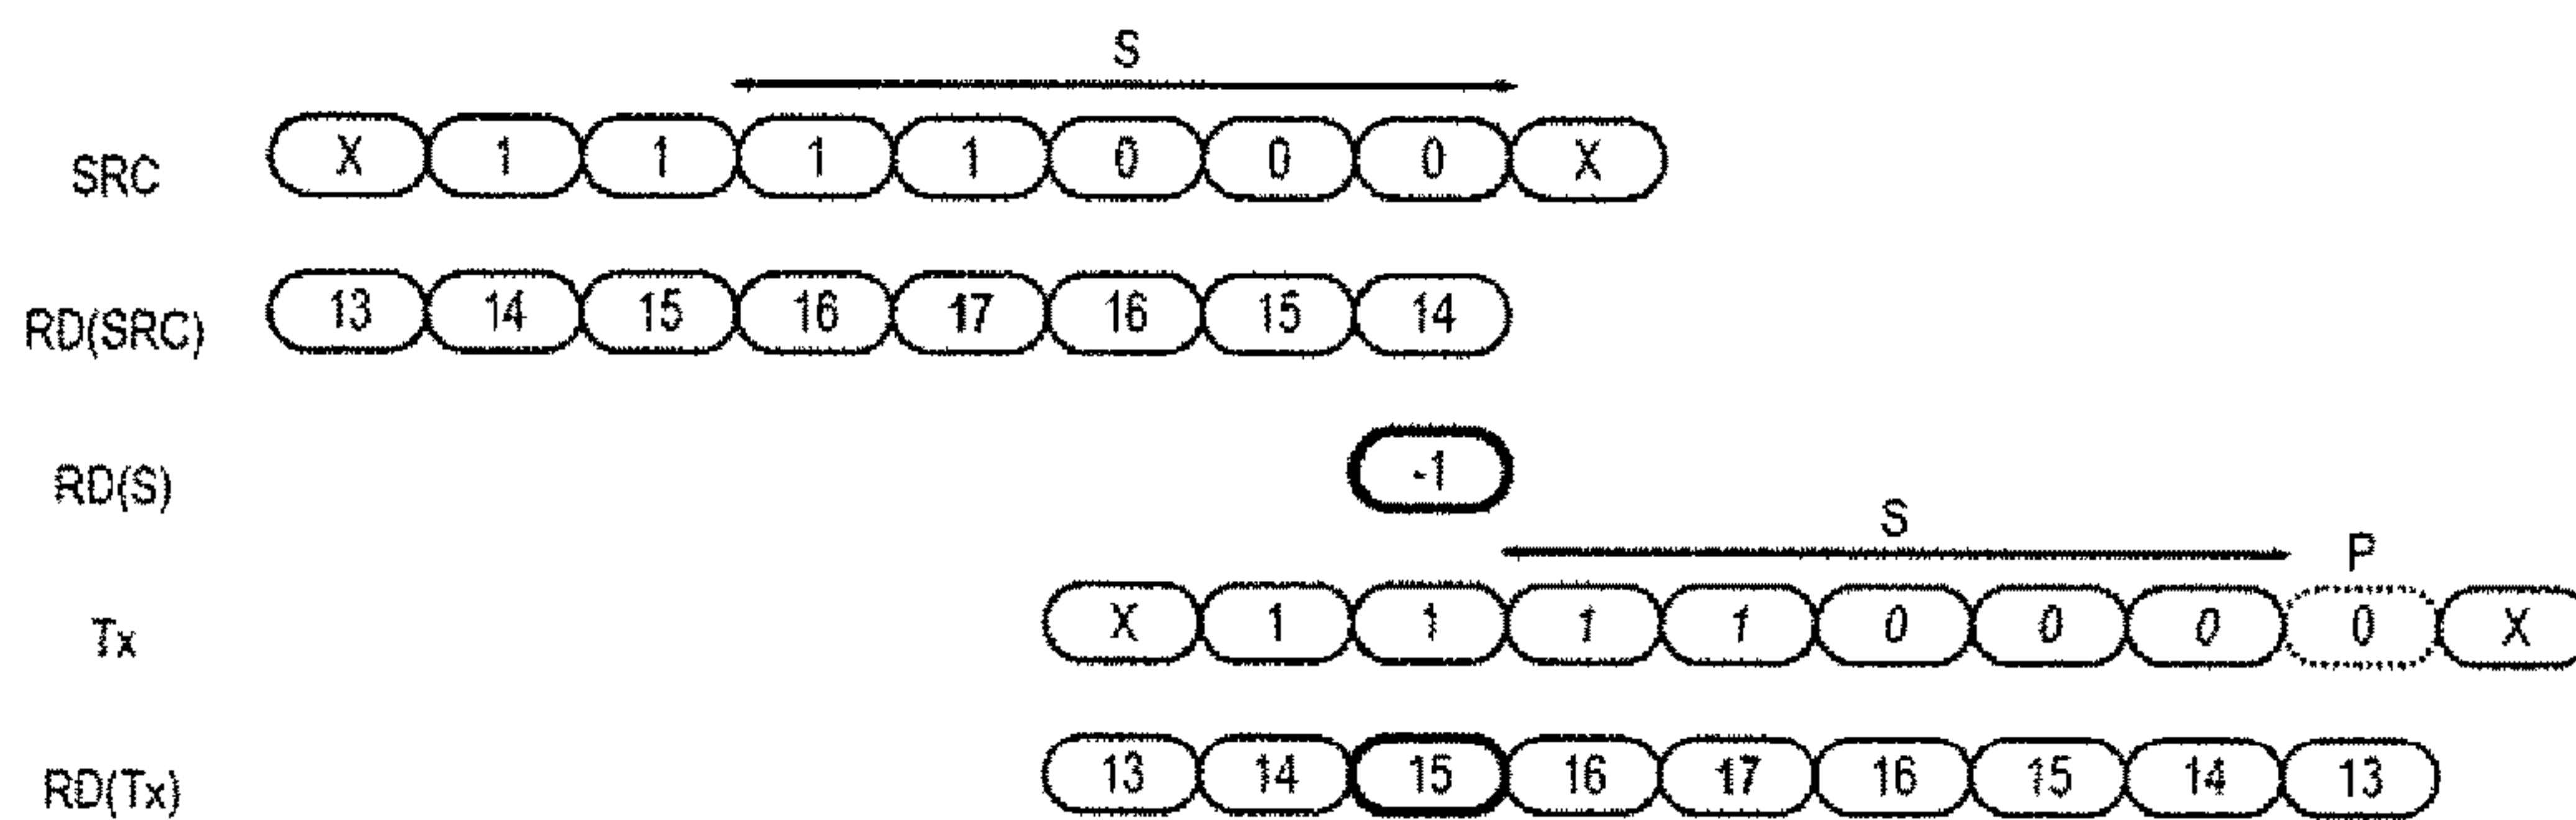 S
SRC X 1 1 1 1 0 0 0 X
RD(SRC) 13 14 15 16 17 16 15 14
RD(S) -1
S P
Tx X 1 1 1 1 0 0 0 0 X
RD(Tx) 13 14 15 16 17 16 15 14 13